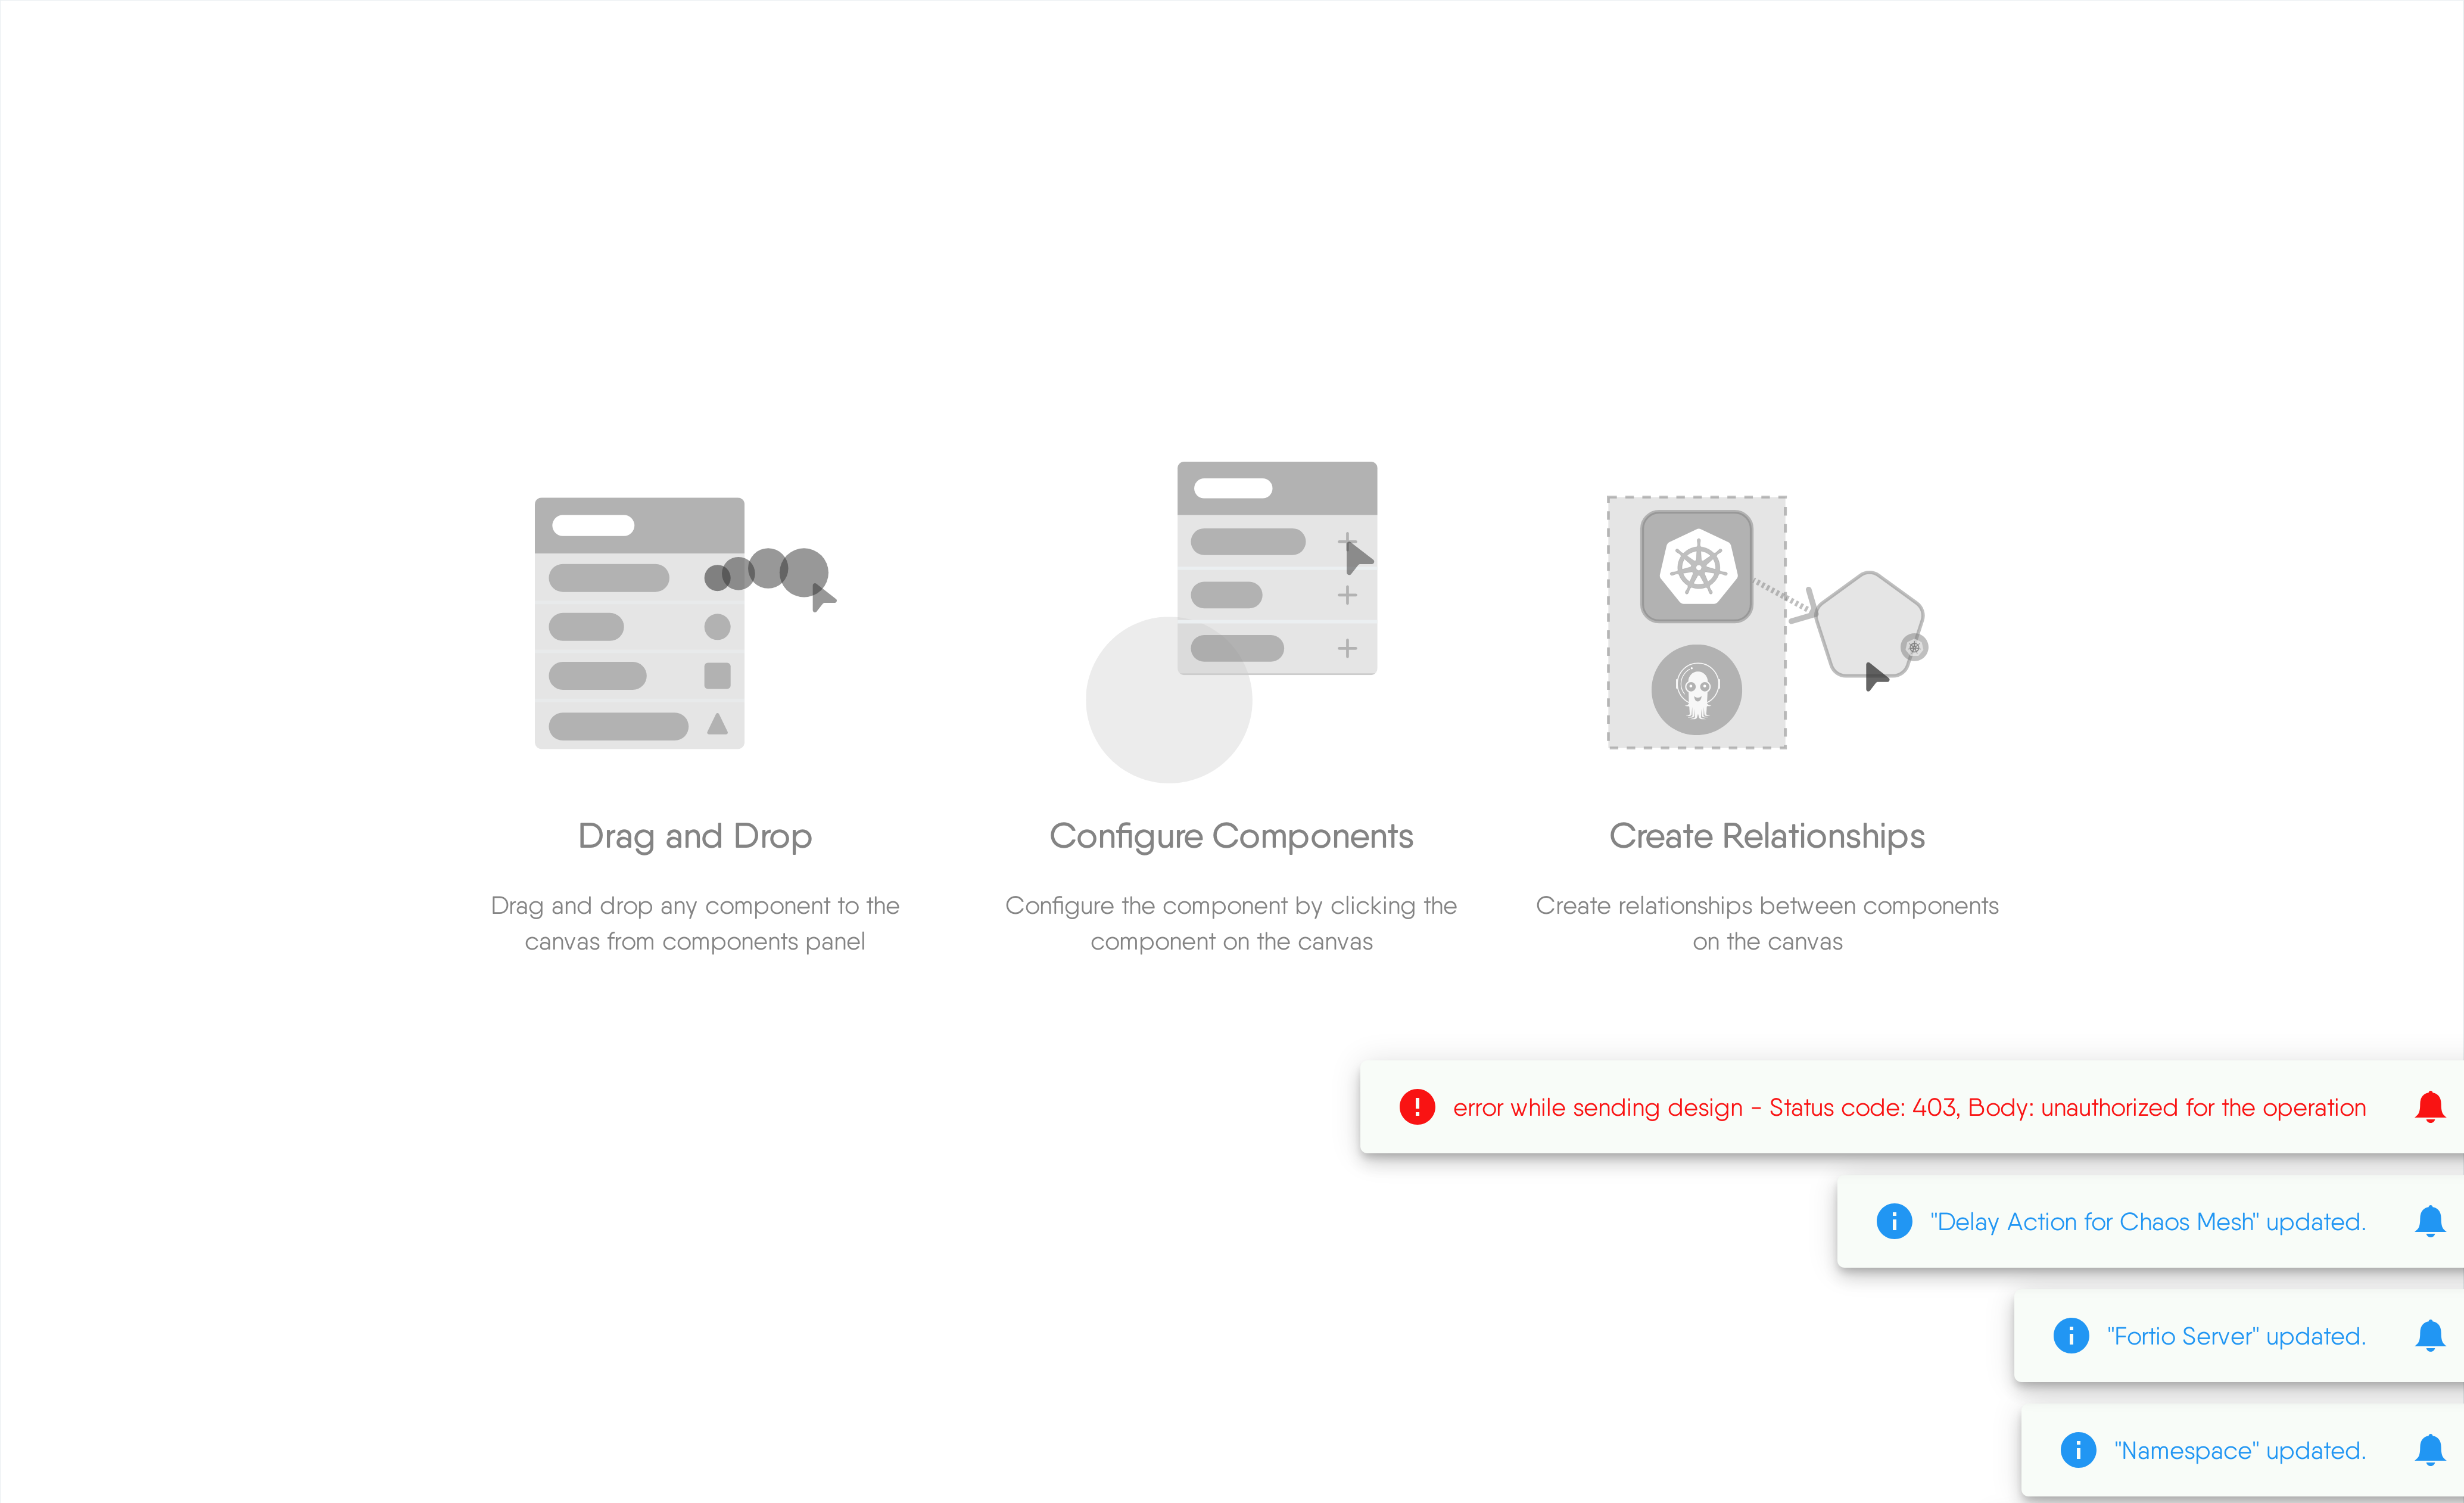 Drag and Drop
Drag and drop any component to the
canvas from components panel
Configure Components
Configure the component by clicking the
component on the canvas
Create Relationships
Create relationships between components
on the canvas
error while sending design - Status code: 403, Body: unauthorized for the operation
"Delay Action for Chaos Mesh" updated.
"Fortio Server" updated.
"Namespace" updated.